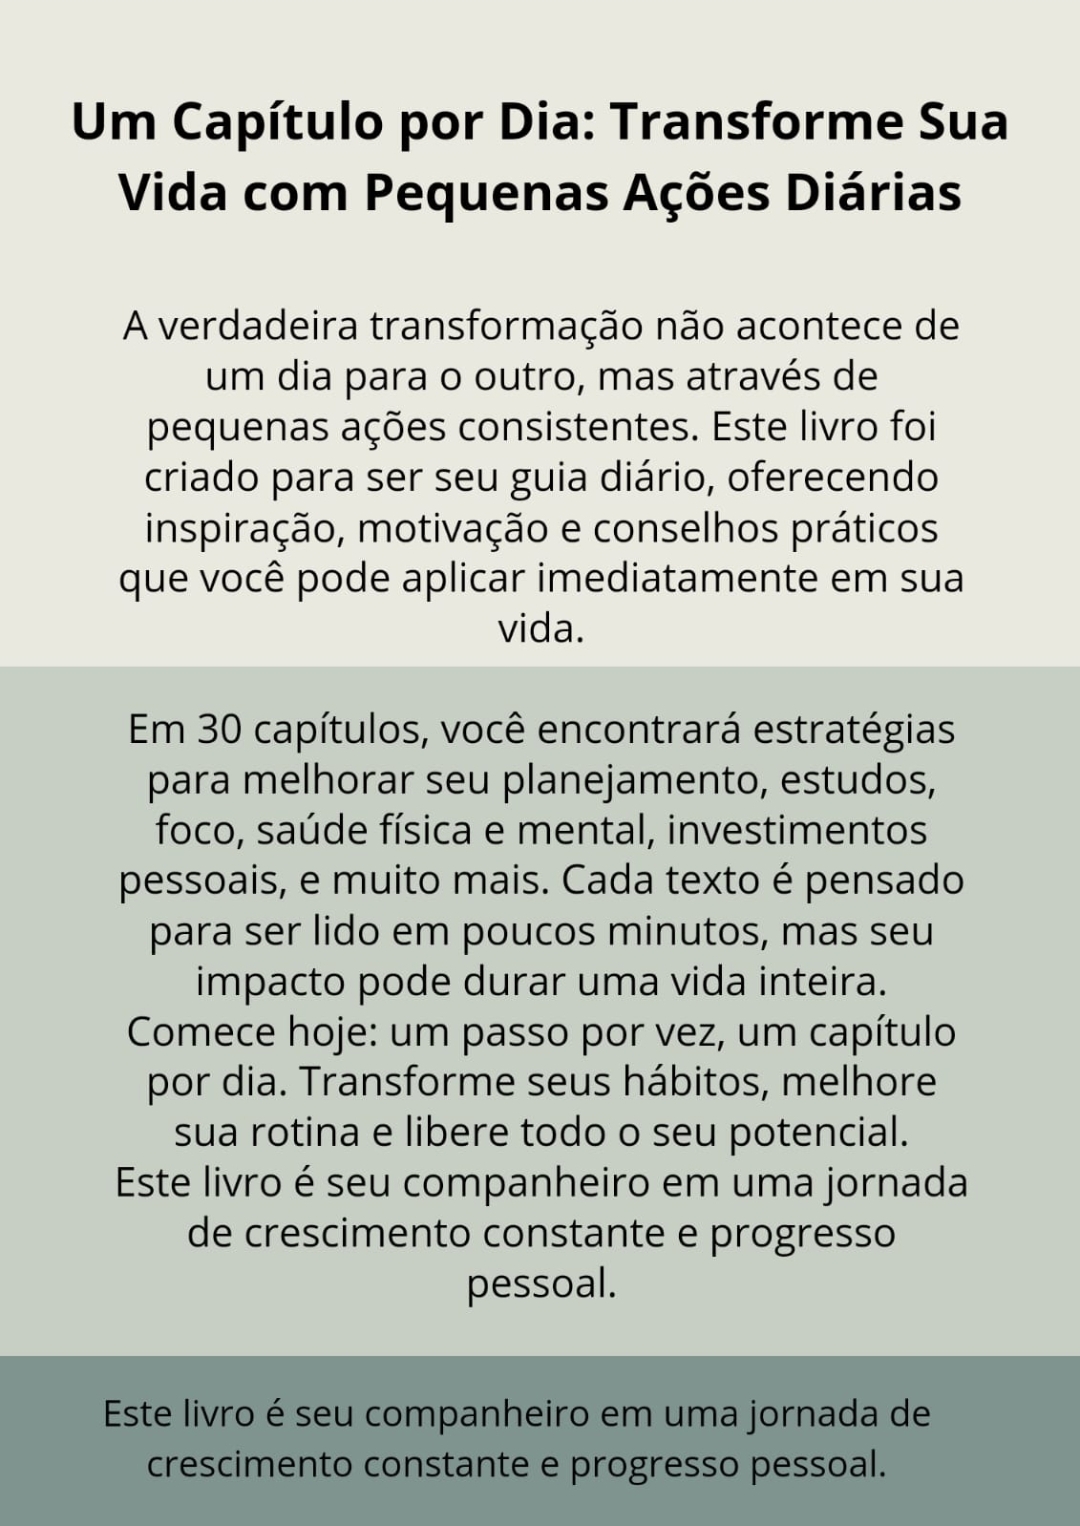 Um Capítulo por Dia: Transforme Sua
Vida com Pequenas Ações Diárias
A verdadeira transformação não acontece de
um dia para o outro, mas através de
pequenas ações consistentes. Este livro foi
criado para ser seu guia diário, oferecendo
inspiração, motivação e conselhos práticos
que você pode aplicar imediatamente em sua
vida.
Em 30 capítulos, você encontrará estratégias
para melhorar seu planejamento, estudos,
foco, saúde física e mental, investimentos
pessoais, e muito mais. Cada texto é pensado
para ser lido em poucos minutos, mas seu
impacto pode durar uma vida inteira.
Comece hoje: um passo por vez, um capítulo
por dia. Transforme seus hábitos, melhore
sua rotina e libere todo o seu potencial.
Este livro é seu companheiro em uma jornada
de crescimento constante e progresso
pessoal.
Este livro é seu companheiro em uma jornada de
crescimento constante e progresso pessoal.